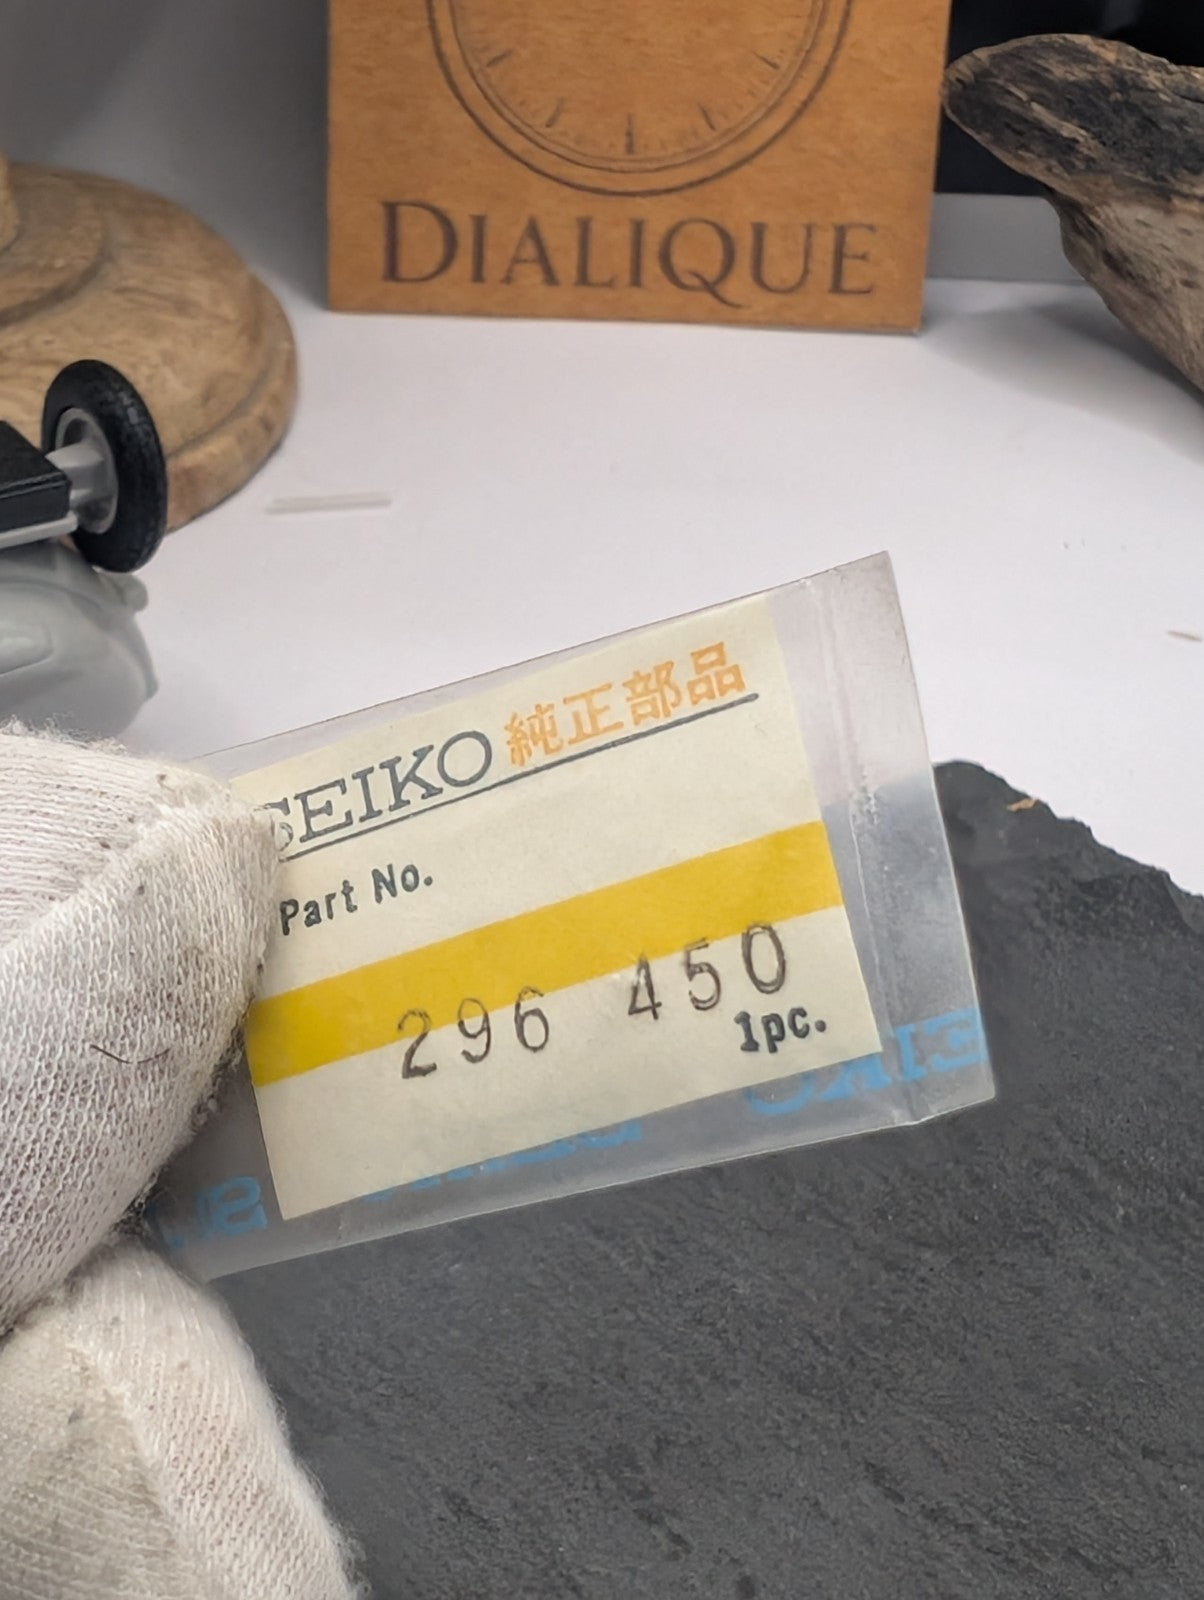 DIALIQUE
SEIKO 純正部品
Part No.
296 450
1pc.